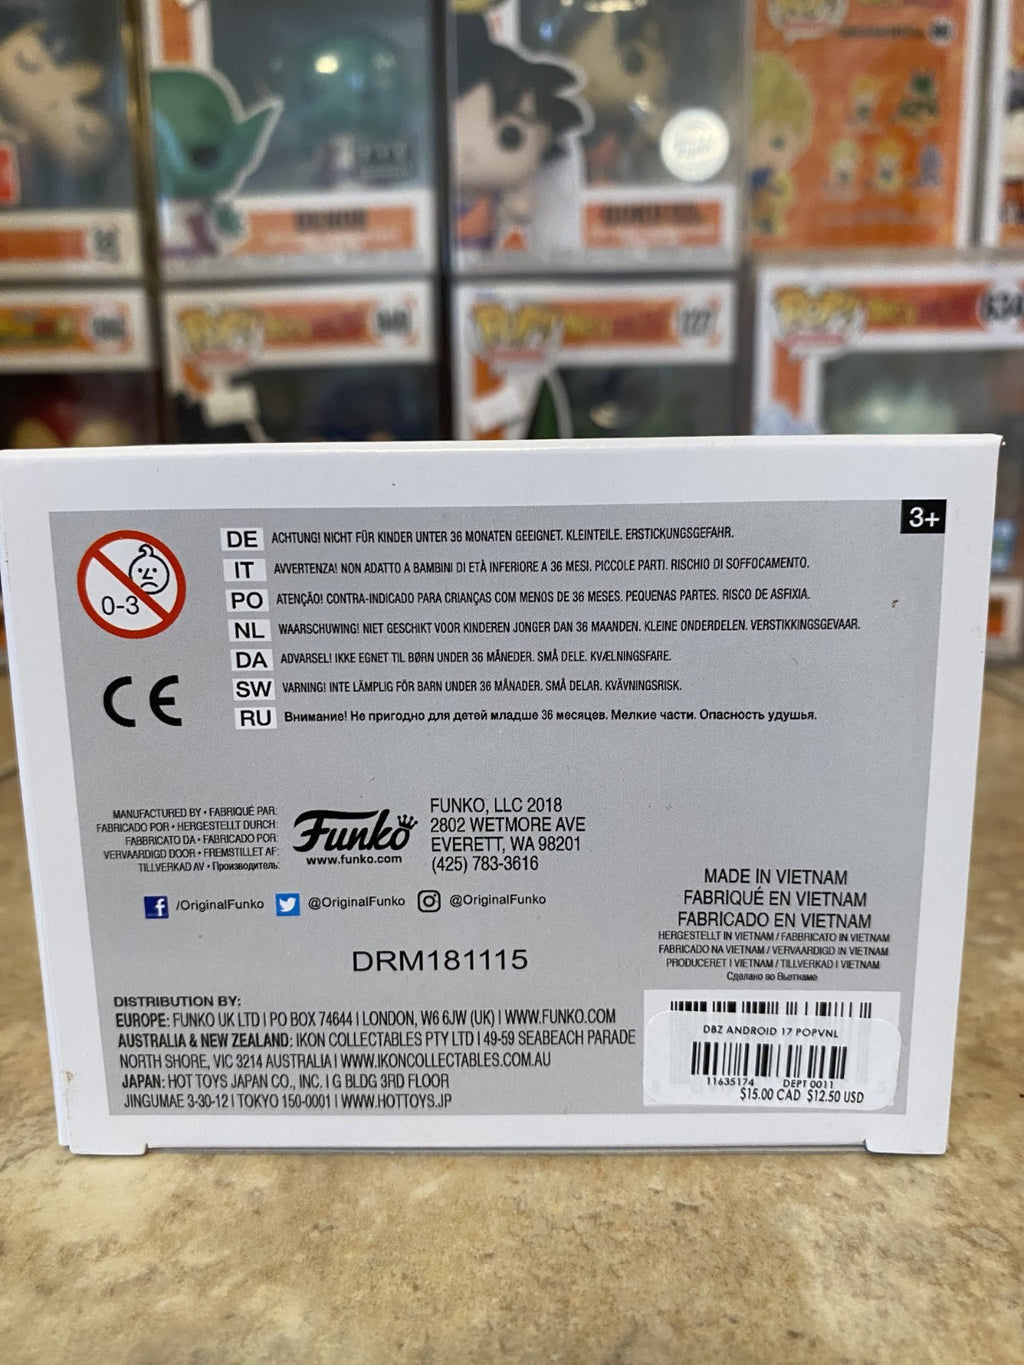 3+
0-3
DE ACHTUNG! NICHT FÜR KINDER UNTER 36 MONATEN GEEIGNET. KLEINTEILE. ERSTICKUNGSGEFAHR.
IT AVVERTENZA! NON ADATTO A BAMBINI DI ETÀ INFERIORE A 36 MESI. PICCOLE PARTI. RISCHIO DI SOFFOCAMENTO.
PO ATENÇÃO! CONTRA-INDICADO PARA CRIANÇAS COM MENOS DE 36 MESES. PEQUENAS PARTES. RISCO DE ASFIXIA.
NL WAARSCHUWING! NIET GESCHIKT VOOR KINDEREN JONGER DAN 36 MAANDEN. KLEINE ONDERDELEN. VERSTIKKINGSGEVAAR.
DA ADVARSEL! IKKE EGNET TIL BØRN UNDER 36 MÅNEDER. SMÅ DELE. KVÆLNINGSFARE.
SW VARNING! INTE LÄMPLIG FÖR BARN UNDER 36 MÅNADER. SMÅ DELAR. KVÄVNINGSRISK.
RU Внимание! Не пригодно для детей младше 36 месяцев. Мелкие части. Опасность удушья.
CE
MANUFACTURED BY • FABRIQUÉ PAR:
FABRICADO POR • HERGESTELLT DURCH:
FABBRICATO DA • FABRICADO POR:
VERVAARDIGD DOOR • FREMSTILLET AF:
TILLVERKAD AV • Производитель:
Funko
www.funko.com
FUNKO, LLC 2018
2802 WETMORE AVE
EVERETT, WA 98201
(425) 783-3616
/OriginalFunko @OriginalFunko @OriginalFunko
DRM181115
MADE IN VIETNAM
FABRIQUÉ EN VIETNAM
FABRICADO EN VIETNAM
HERGESTELLT IN VIETNAM / FABBRICATO IN VIETNAM
FABRICADO NA VIETNAM / VERVAARDIGD IN VIETNAM
PRODUCERET I VIETNAM / TILLVERKAD I VIETNAM
Сделано во Вьетнаме
DISTRIBUTION BY:
EUROPE: FUNKO UK LTD | PO BOX 74644 | LONDON, W6 6JW (UK) | WWW.FUNKO.COM
AUSTRALIA & NEW ZEALAND: IKON COLLECTABLES PTY LTD | 49-59 SEABEACH PARADE
NORTH SHORE, VIC 3214 AUSTRALIA | WWW.IKONCOLLECTABLES.COM.AU
JAPAN: HOT TOYS JAPAN CO., INC. | G BLDG 3RD FLOOR
JINGUMAE 3-30-12 | TOKYO 150-0001 | WWW.HOTTOYS.JP
DBZ ANDROID 17 POPVNL
11635174 DEPT 0011
$15.00 CAD $12.50 USD
POP!
POP!
127
POP!
634